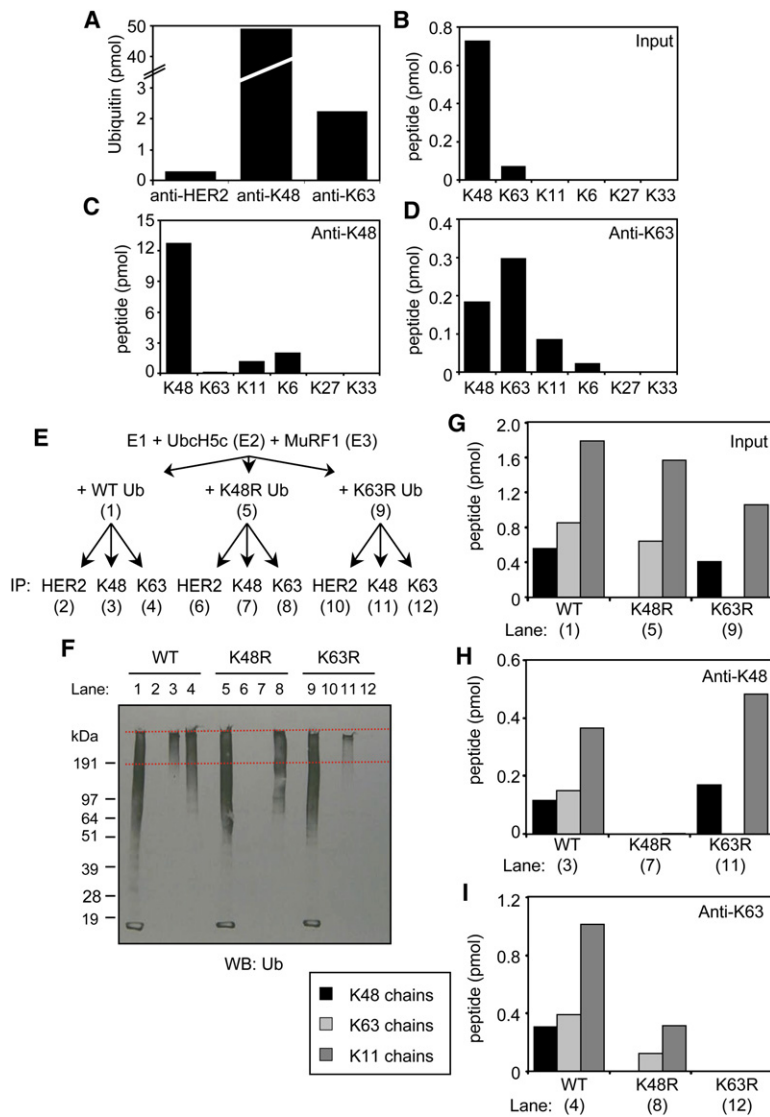 A
Ubiquitin (pmol)
50
40
3
2
1
0
anti-HER2 anti-K48 anti-K63
B
Input
peptide (pmol)
0.8
0.6
0.4
0.2
0
K48 K63 K11 K6 K27 K33
C
Anti-K48
peptide (pmol)
15
12
9
6
3
0
K48 K63 K11 K6 K27 K33
D
Anti-K63
peptide (pmol)
0.4
0.3
0.2
0.1
0
K48 K63 K11 K6 K27 K33
E
E1 + UbcH5c (E2) + MuRF1 (E3)
+ WT Ub + K48R Ub + K63R Ub
(1) (5) (9)
IP: HER2 K48 K63 HER2 K48 K63 HER2 K48 K63
(2) (3) (4) (6) (7) (8) (10) (11) (12)
F
WT K48R K63R
Lane: 1 2 3 4 5 6 7 8 9 10 11 12
kDa
191
97
64
51
39
28
19
WB: Ub
K48 chains
K63 chains
K11 chains
G
Input
peptide (pmol)
2.0
1.6
1.2
0.8
0.4
0
WT K48R K63R
Lane: (1) (5) (9)
H
Anti-K48
peptide (pmol)
0.6
0.4
0.2
0
WT K48R K63R
Lane: (3) (7) (11)
I
Anti-K63
peptide (pmol)
1.2
0.8
0.4
0
WT K48R K63R
Lane: (4) (8) (12)